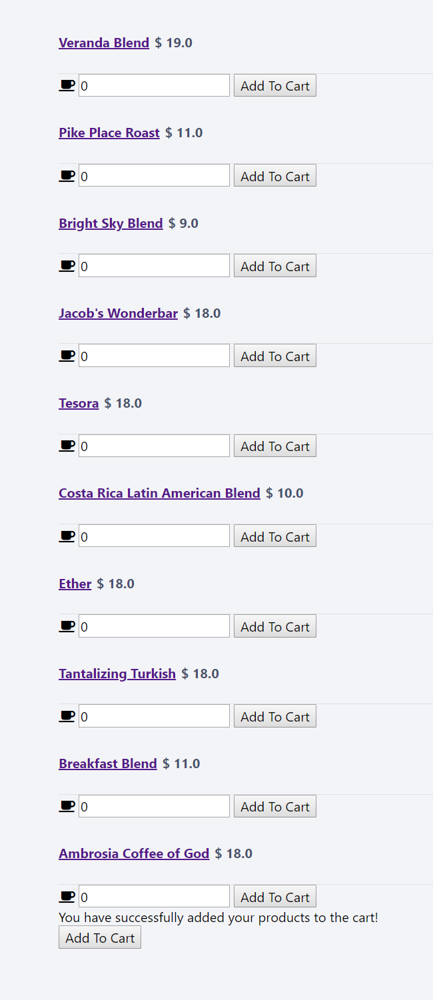 Veranda Blend $ 19.0
0 Add To Cart
Pike Place Roast $ 11.0
0 Add To Cart
Bright Sky Blend $ 9.0
0 Add To Cart
Jacob's Wonderbar $ 18.0
0 Add To Cart
Tesora $ 18.0
0 Add To Cart
Costa Rica Latin American Blend $ 10.0
0 Add To Cart
Ether $ 18.0
0 Add To Cart
Tantalizing Turkish $ 18.0
0 Add To Cart
Breakfast Blend $ 11.0
0 Add To Cart
Ambrosia Coffee of God $ 18.0
0 Add To Cart
You have successfully added your products to the cart!
Add To Cart